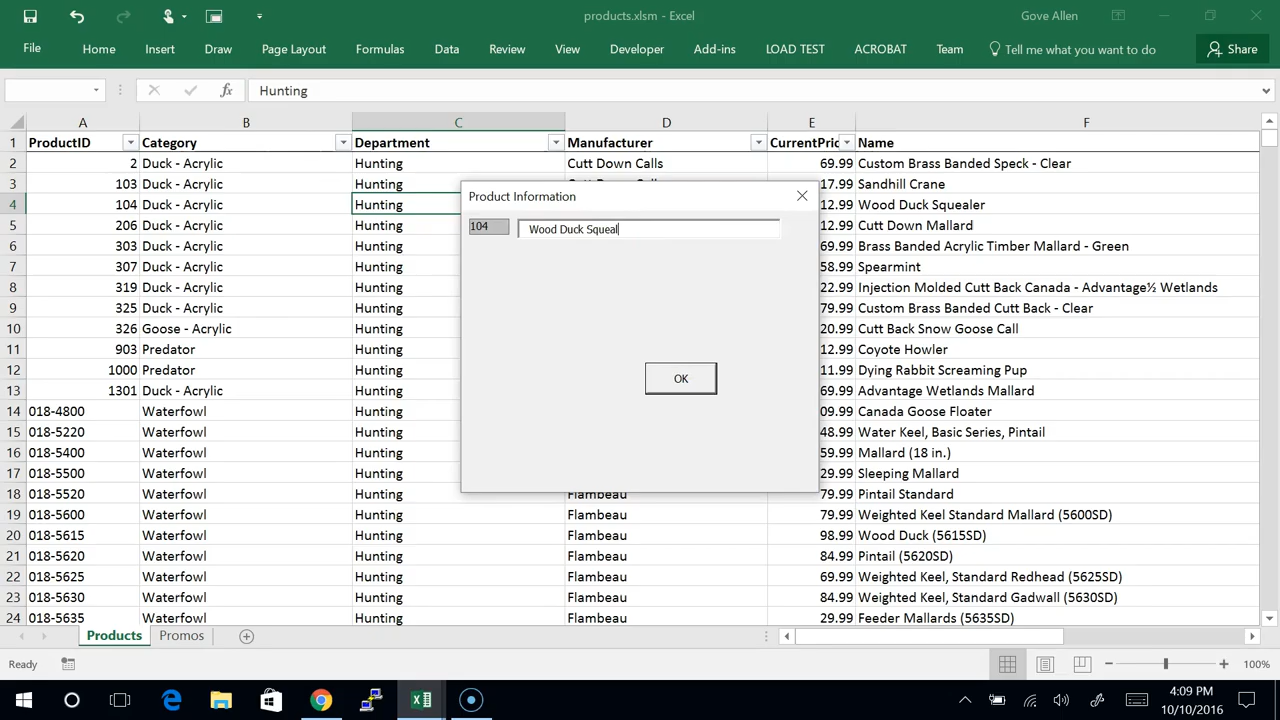 products.xlsm - Excel
Gove Allen
File Home Insert Draw Page Layout Formulas Data Review View Developer Add-ins LOAD TEST ACROBAT Team Tell me what you want to do Share
fx Hunting
A B C D E F
1 ProductID Category Department Manufacturer CurrentPric Name
2 2 Duck - Acrylic Hunting Cutt Down Calls 69.99 Custom Brass Banded Speck - Clear
3 103 Duck - Acrylic Hunting Cutt Down Calls 17.99 Sandhill Crane
4 104 Duck - Acrylic Hunting 12.99 Wood Duck Squealer
5 206 Duck - Acrylic Hunting 12.99 Cutt Down Mallard
6 303 Duck - Acrylic Hunting 69.99 Brass Banded Acrylic Timber Mallard - Green
7 307 Duck - Acrylic Hunting 58.99 Spearmint
8 319 Duck - Acrylic Hunting 22.99 Injection Molded Cutt Back Canada - Advantage½ Wetlands
9 325 Duck - Acrylic Hunting 79.99 Custom Brass Banded Cutt Back - Clear
10 326 Goose - Acrylic Hunting 20.99 Cutt Back Snow Goose Call
11 903 Predator Hunting 12.99 Coyote Howler
12 1000 Predator Hunting 11.99 Dying Rabbit Screaming Pup
13 1301 Duck - Acrylic Hunting 69.99 Advantage Wetlands Mallard
14 018-4800 Waterfowl Hunting 09.99 Canada Goose Floater
15 018-5220 Waterfowl Hunting 48.99 Water Keel, Basic Series, Pintail
16 018-5400 Waterfowl Hunting 59.99 Mallard (18 in.)
17 018-5500 Waterfowl Hunting 29.99 Sleeping Mallard
18 018-5520 Waterfowl Hunting Flambeau 79.99 Pintail Standard
19 018-5600 Waterfowl Hunting Flambeau 79.99 Weighted Keel Standard Mallard (5600SD)
20 018-5615 Waterfowl Hunting Flambeau 98.99 Wood Duck (5615SD)
21 018-5620 Waterfowl Hunting Flambeau 84.99 Pintail (5620SD)
22 018-5625 Waterfowl Hunting Flambeau 69.99 Weighted Keel, Standard Redhead (5625SD)
23 018-5630 Waterfowl Hunting Flambeau 84.99 Weighted Keel, Standard Gadwall (5630SD)
24 018-5635 Waterfowl Hunting Flambeau 29.99 Feeder Mallards (5635SD)
Product Information
104 Wood Duck Squeal
OK
Products Promos
Ready 100%
4:09 PM
10/10/2016